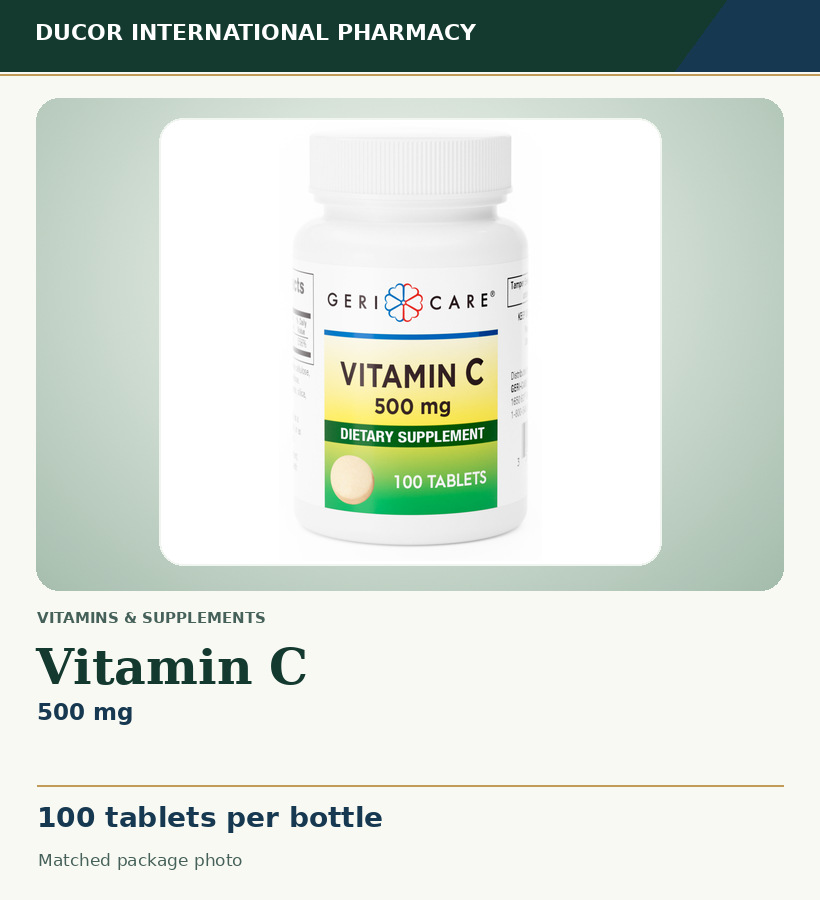 DUCOR INTERNATIONAL PHARMACY
GERI CARE®
VITAMIN C
500 mg
DIETARY SUPPLEMENT
100 TABLETS
VITAMINS & SUPPLEMENTS
Vitamin C
500 mg
100 tablets per bottle
Matched package photo